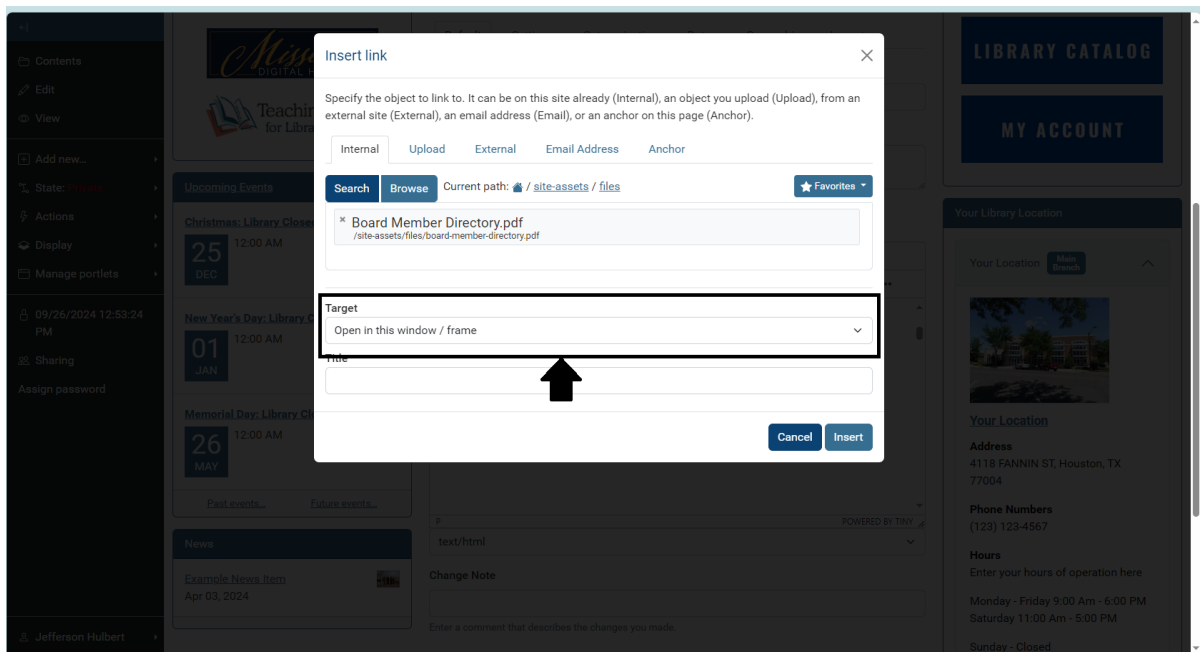 Contents
Edit
View
Add new...
State: Private
Actions
Display
Manage portlets
09/26/2024 12:53:24
PM
Sharing
Assign password
Jefferson Hulbert
DIGITAL
Teachin
for Libra
Upcoming Events
Christmas: Library Close
25
DEC
12:00 AM
New Year's Day: Library C
01
JAN
12:00 AM
Memorial Day: Library Cl
26
MAY
12:00 AM
Past events...
Future events...
News
Example News Item
Apr 03, 2024
Insert link
Specify the object to link to. It can be on this site already (Internal), an object you upload (Upload), from an
external site (External), an email address (Email), or an anchor on this page (Anchor).
Internal
Upload
External
Email Address
Anchor
Search
Browse
Current path: / site-assets / files
Favorites
× Board Member Directory.pdf
/site-assets/files/board-member-directory.pdf
Target
Open in this window / frame
Title
Cancel
Insert
P
POWERED BY TINY
text/html
Change Note
Enter a comment that describes the changes you made.
LIBRARY CATALOG
MY ACCOUNT
Your Library Location
Your Location
Main
Branch
Your Location
Address
4118 FANNIN ST, Houston, TX
77004
Phone Numbers
(123) 123-4567
Hours
Enter your hours of operation here
Monday - Friday 9:00 Am - 6:00 PM
Saturday 11:00 Am - 5:00 PM
Sunday - Closed